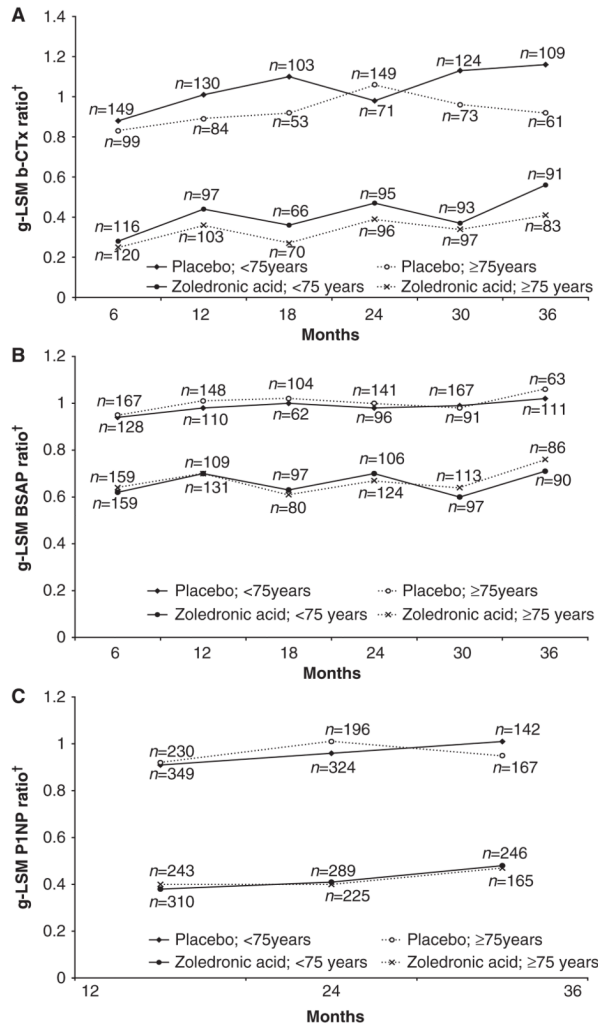 A
1.4
1.2
1
0.8
0.6
0.4
0.2
0
g-LSM b-CTx ratio†
n=149
n=130
n=103
n=149
n=124
n=109
n=99
n=84
n=53
n=71
n=73
n=61
n=116
n=97
n=66
n=95
n=93
n=91
n=120
n=103
n=70
n=96
n=97
n=83
Placebo; <75years
Placebo; ≥75years
Zoledronic acid; <75 years
Zoledronic acid; ≥75 years
6 12 18 24 30 36
Months
B
1.2
1
0.8
0.6
0.4
0.2
0
g-LSM BSAP ratio†
n=167
n=148
n=104
n=141
n=167
n=63
n=128
n=110
n=62
n=96
n=91
n=111
n=159
n=109
n=97
n=106
n=113
n=86
n=159
n=131
n=80
n=124
n=97
n=90
Placebo; <75years
Placebo; ≥75years
Zoledronic acid; <75 years
Zoledronic acid; ≥75 years
6 12 18 24 30 36
Months
C
1.2
1
0.8
0.6
0.4
0.2
0
g-LSM P1NP ratio†
n=230
n=196
n=142
n=349
n=324
n=167
n=243
n=289
n=246
n=310
n=225
n=165
Placebo; <75years
Placebo; ≥75years
Zoledronic acid; <75 years
Zoledronic acid; ≥75 years
12 24 36
Months